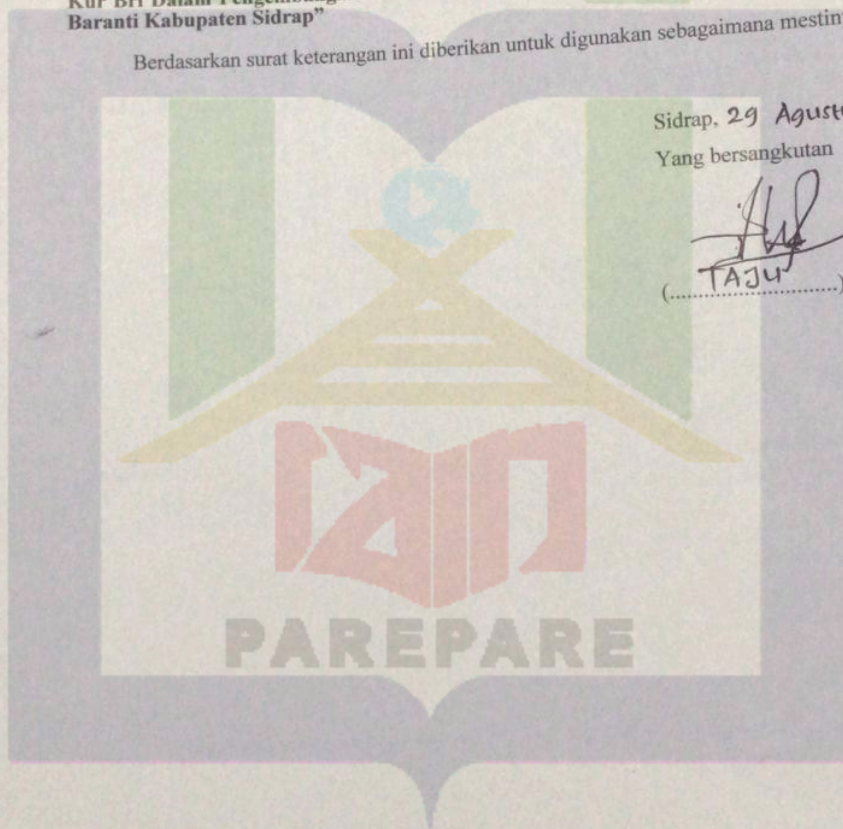 Baranti Kabupaten Sidrap”
Berdasarkan surat keterangan ini diberikan untuk digunakan sebagaimana mestin
Sidrap, 29 Agust
Yang bersangkutan
TAJU
(..............................)
iain
PAREPARE